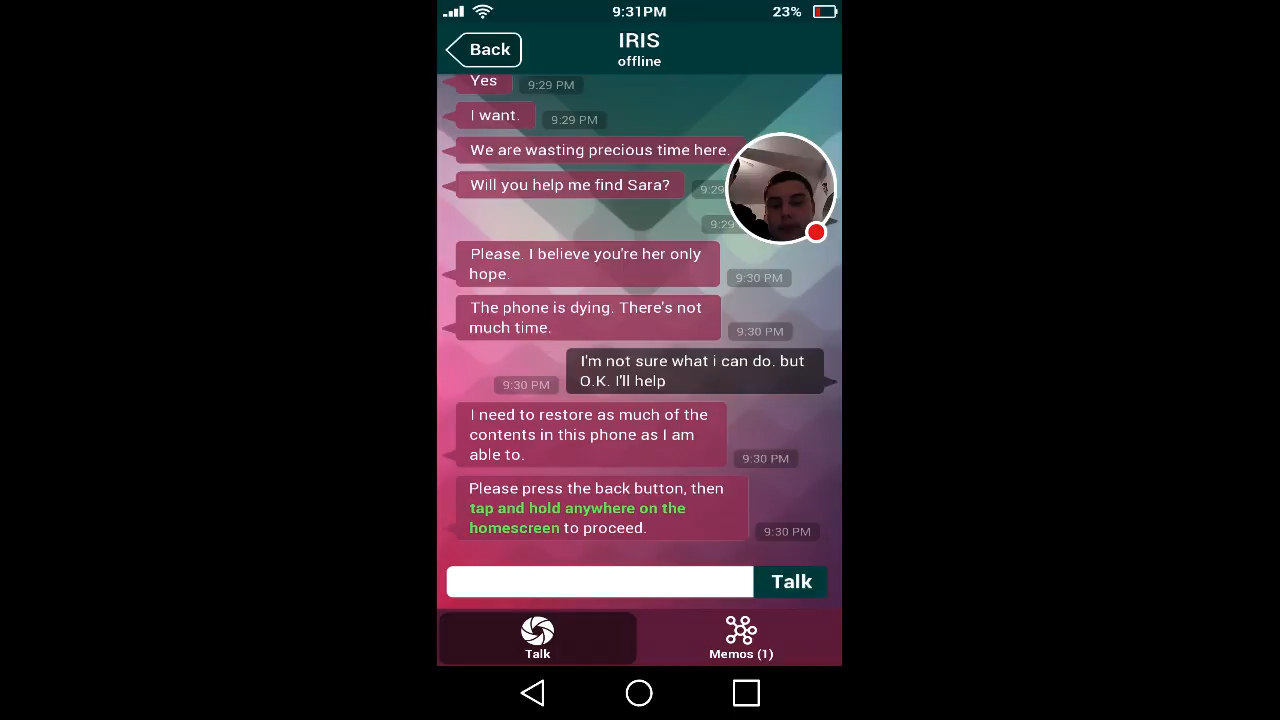 9:31PM
23%
Back
IRIS
offline
Yes
9:29 PM
I want.
9:29 PM
We are wasting precious time here.
Will you help me find Sara?
9:29
9:29
Please. I believe you're her only
hope.
9:30 PM
The phone is dying. There's not
much time.
9:30 PM
I'm not sure what i can do. but
O.K. I'll help
9:30 PM
I need to restore as much of the
contents in this phone as I am
able to.
9:30 PM
Please press the back button, then
tap and hold anywhere on the
homescreen to proceed.
9:30 PM
Talk
Talk
Memos (1)